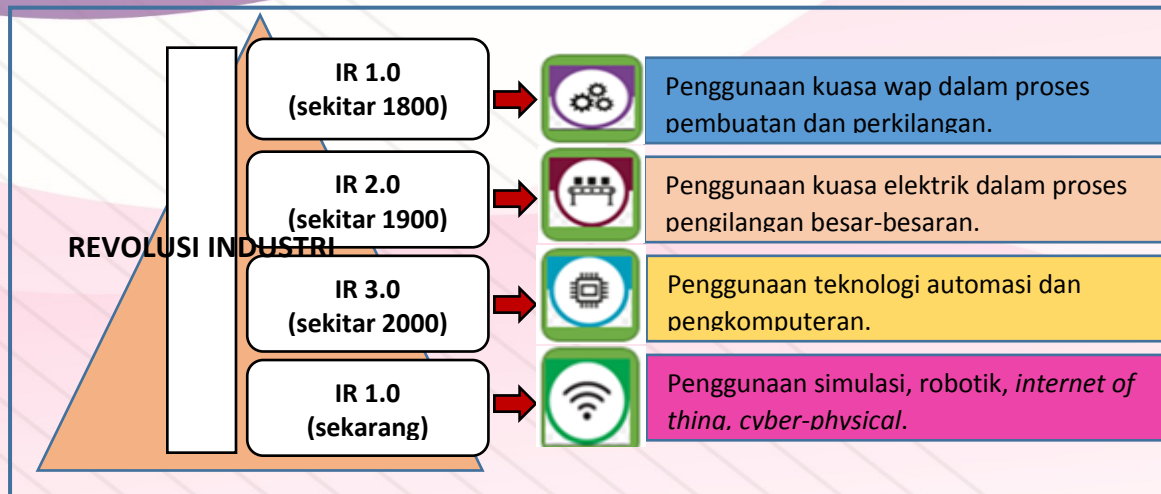 REVOLUSI INDUSTRI
IR 1.0
(sekitar 1800)
Penggunaan kuasa wap dalam proses
pembuatan dan perkilangan.
IR 2.0
(sekitar 1900)
Penggunaan kuasa elektrik dalam proses
pengilangan besar-besaran.
IR 3.0
(sekitar 2000)
Penggunaan teknologi automasi dan
pengkomputeran.
IR 1.0
(sekarang)
Penggunaan simulasi, robotik, internet of
thing, cyber-physical.